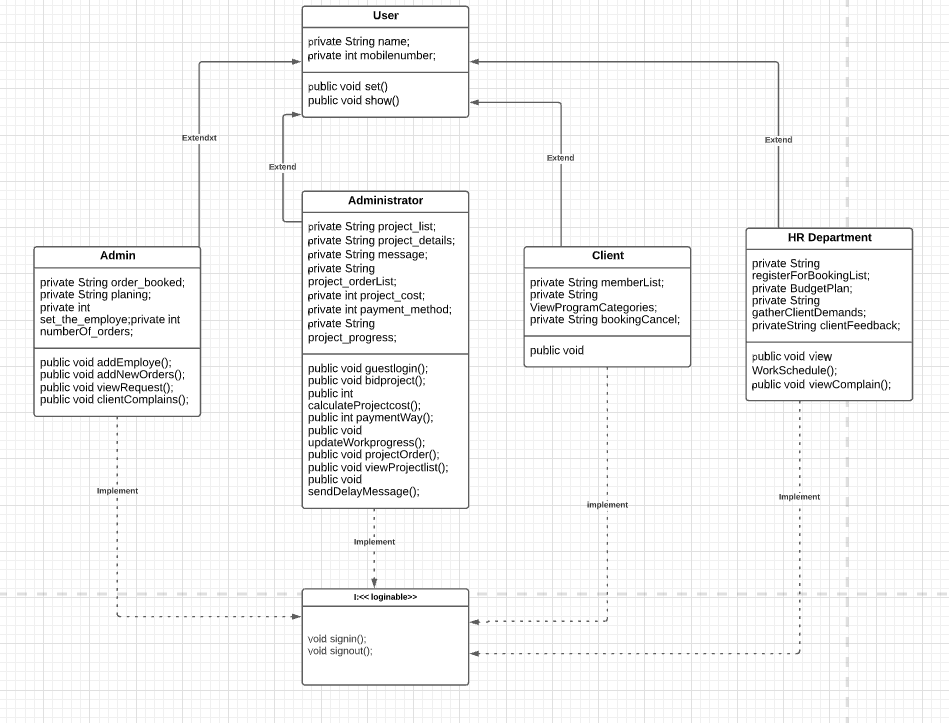 User
private String name;
private int mobilenumber;
public void set()
public void show()
Extendxt
Extend
Extend
Extend
Administrator
private String project_list;
private String project_details;
private String message;
private String
project_orderList;
private int project_cost;
private int payment_method;
private String
project_progress;
public void guestlogin();
public void bidproject();
public int
calculateProjectcost();
public int paymentWay();
public void
updateWorkprogress();
public void projectOrder();
public void viewProjectlist();
public void
sendDelayMessage();
Admin
private String order_booked;
private String planing;
private int
set_the_employe;private int
numberOf_orders;
public void addEmploye();
public void addNewOrders();
public void viewRequest();
public void clientComplains();
Client
private String memberList;
private String
ViewProgramCategories;
private String bookingCancel;
public void
HR Department
private String
registerForBookingList;
private BudgetPlan;
private String
gatherClientDemands;
privateString clientFeedback;
public void view
WorkSchedule();
public void viewComplain();
Implement
Implement
implement
Implement
I:<< loginable>>
void signin();
void signout();